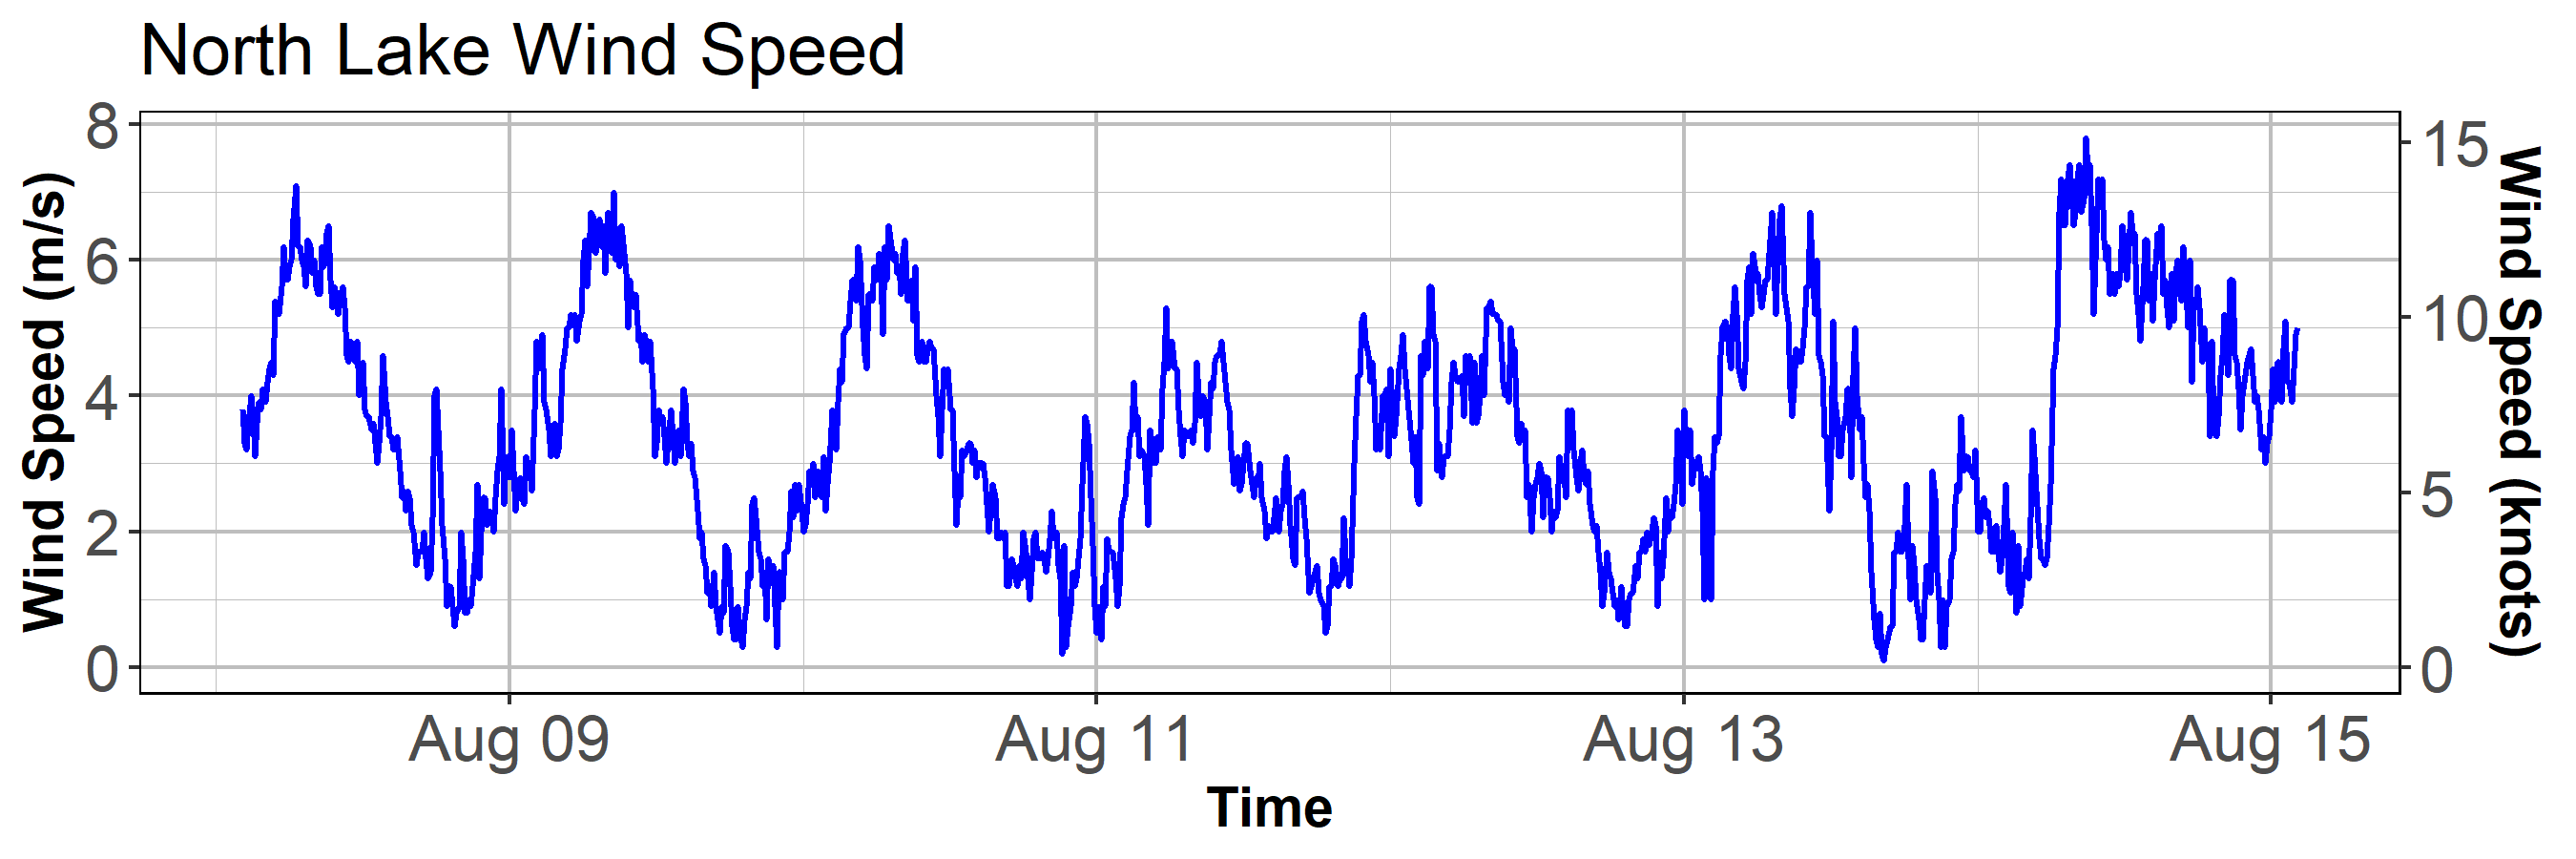 North Lake Wind Speed
Wind Speed (m/s)
8
6
4
2
0
Wind Speed (knots)
15
10
5
0
Aug 09
Aug 11
Aug 13
Aug 15
Time